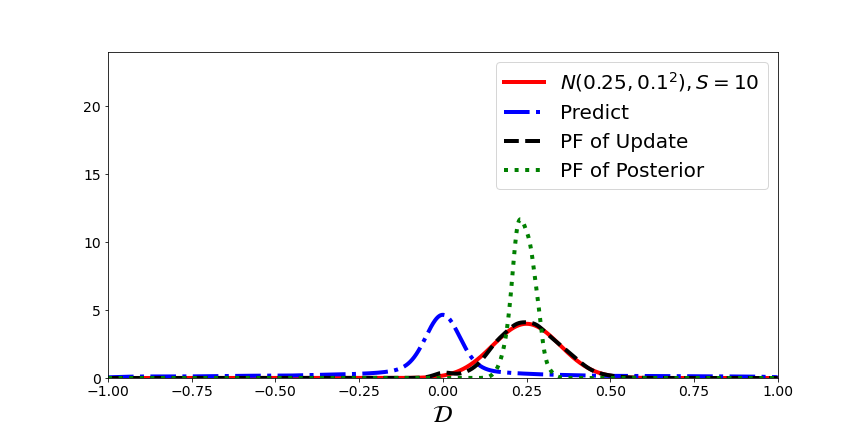 N(0.25, 0.1²), S = 10
Predict
PF of Update
PF of Posterior
20
15
10
5
0
−1.00 −0.75 −0.50 −0.25 0.00 0.25 0.50 0.75 1.00
𝒟